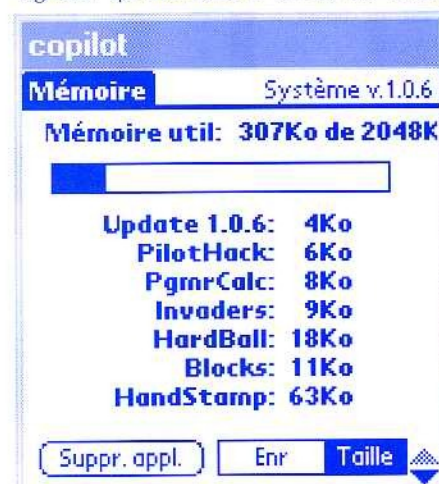 copilot
Mémoire Système v.1.0.6
Mémoire util: 307Ko de 2048K
Update 1.0.6: 4Ko
PilotHack: 6Ko
PgmrCalc: 8Ko
Invaders: 9Ko
HardBall: 18Ko
Blocks: 11Ko
HandStamp: 63Ko
Suppr. appl. Enr Taille